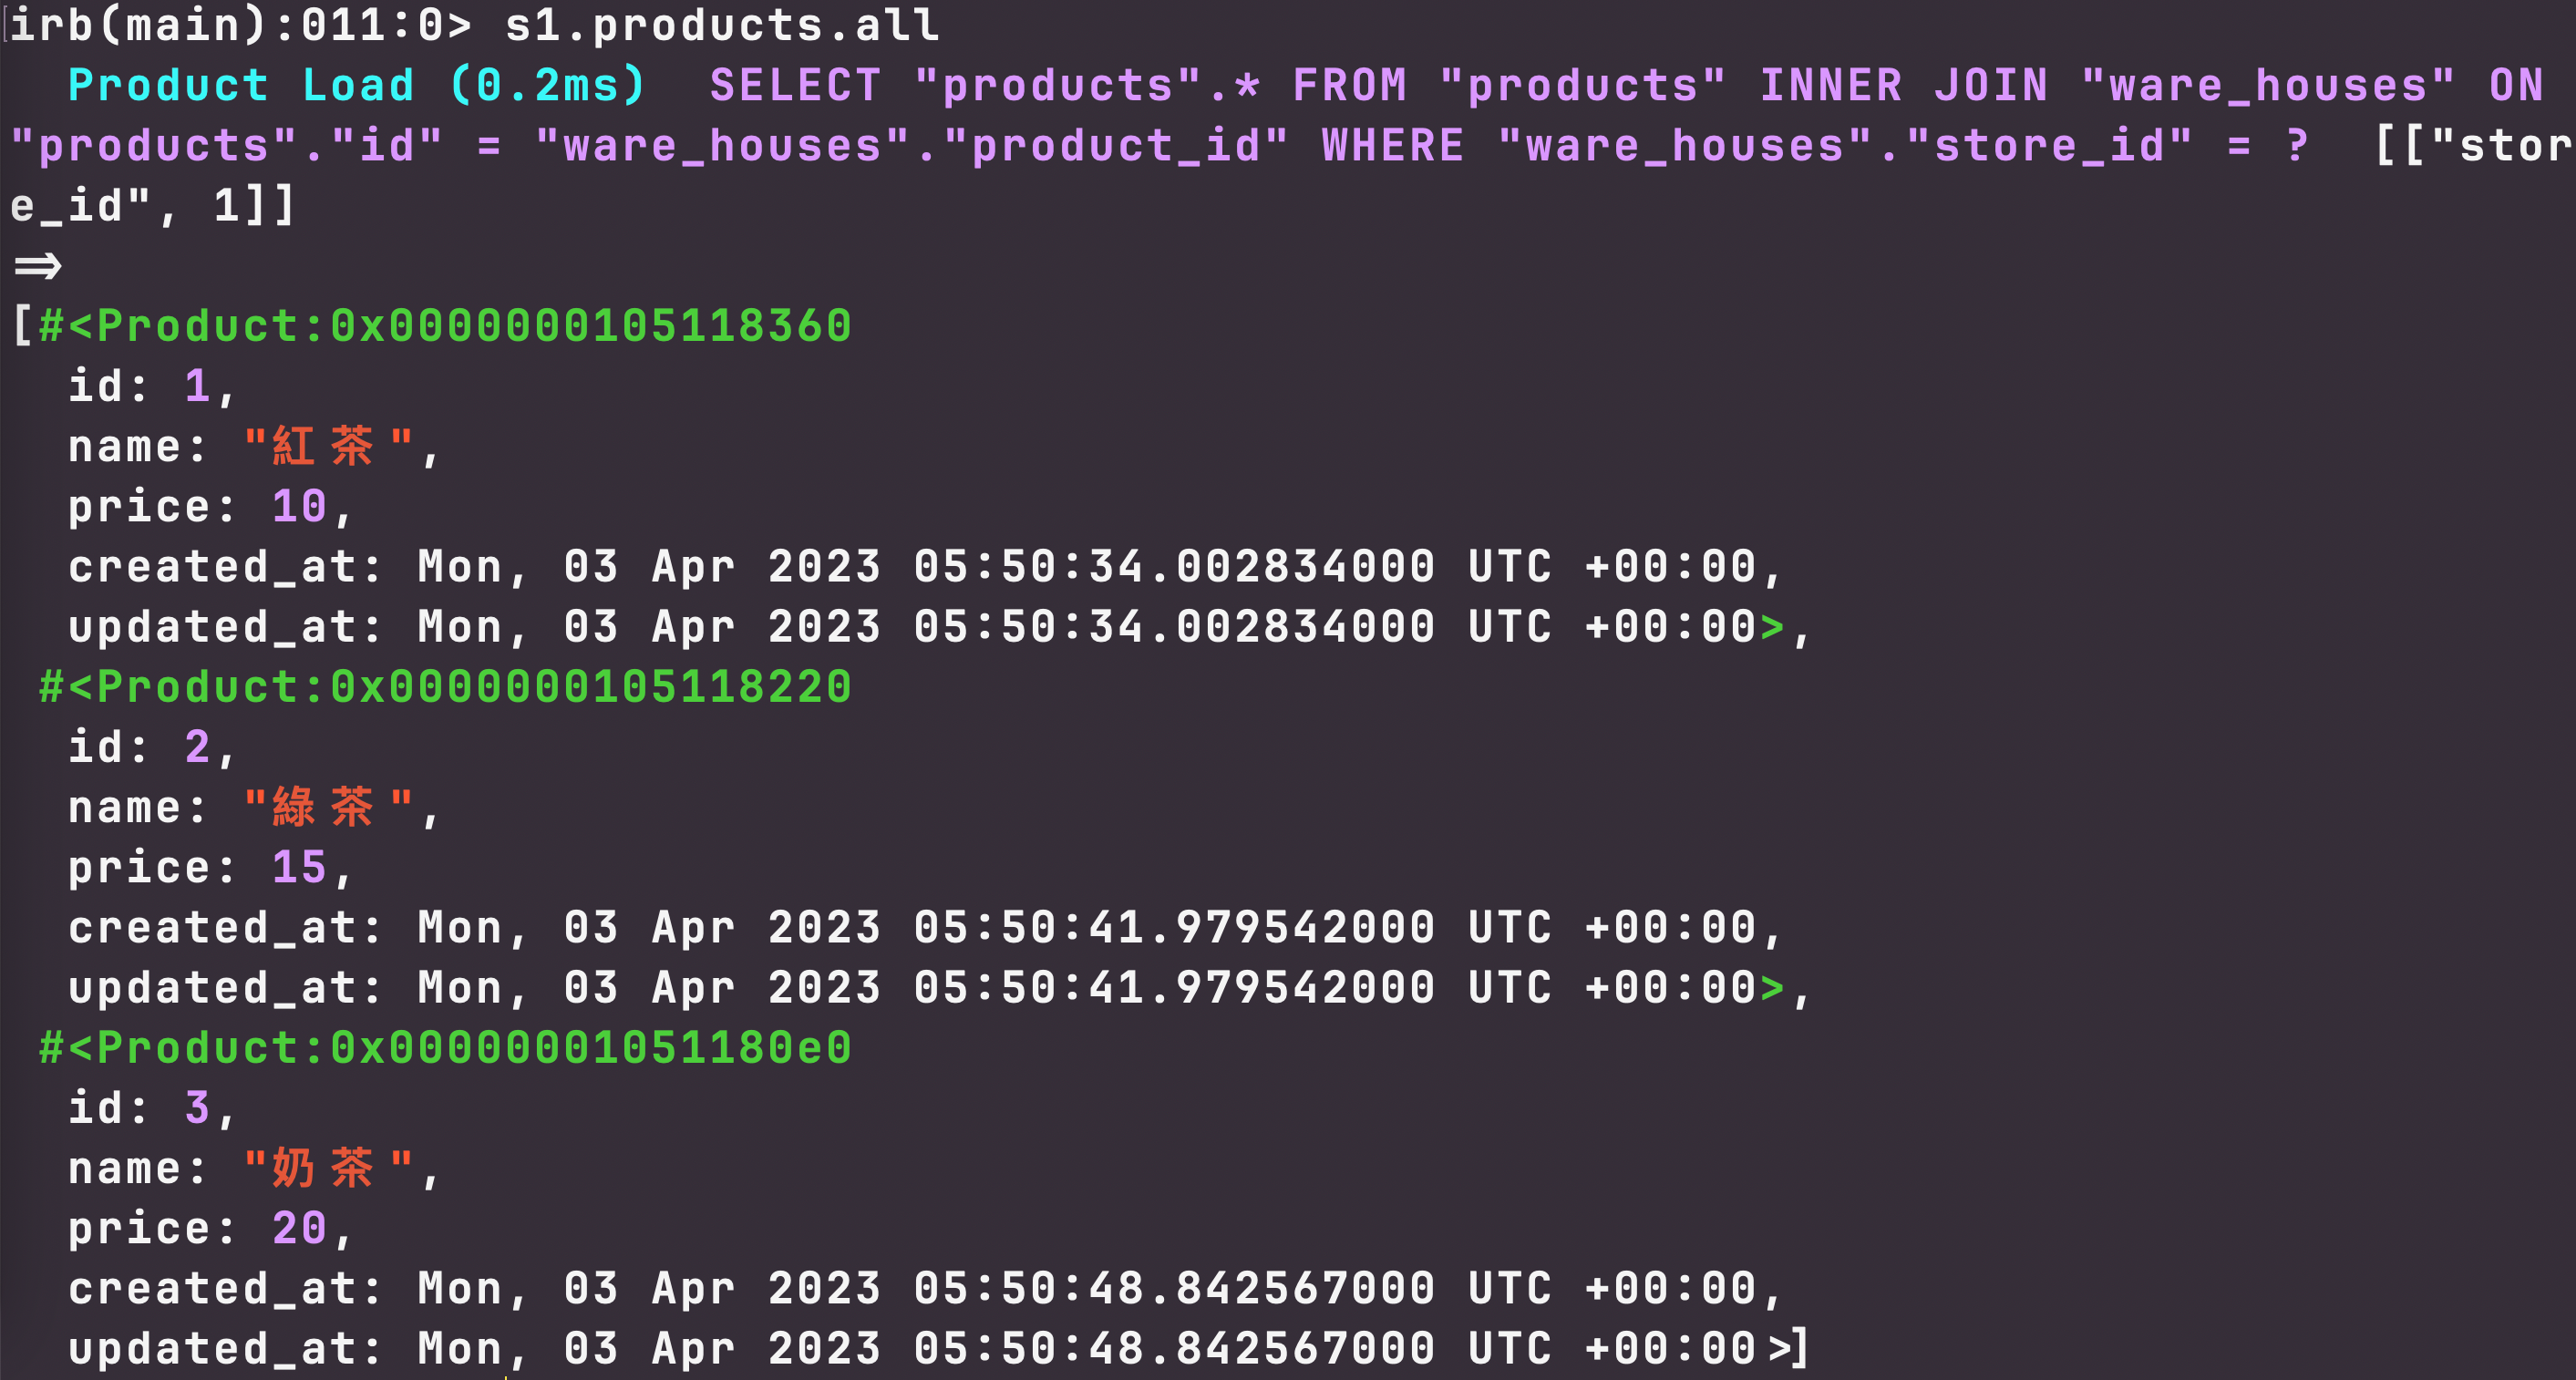 irb(main):011:0> s1.products.all
  Product Load (0.2ms)  SELECT "products".* FROM "products" INNER JOIN "ware_houses" ON
"products"."id" = "ware_houses"."product_id" WHERE "ware_houses"."store_id" = ?  [["stor
e_id", 1]]
=>
[#<Product:0x0000000105118360
  id: 1,
  name: "紅茶",
  price: 10,
  created_at: Mon, 03 Apr 2023 05:50:34.002834000 UTC +00:00,
  updated_at: Mon, 03 Apr 2023 05:50:34.002834000 UTC +00:00>,
 #<Product:0x0000000105118220
  id: 2,
  name: "綠茶",
  price: 15,
  created_at: Mon, 03 Apr 2023 05:50:41.979542000 UTC +00:00,
  updated_at: Mon, 03 Apr 2023 05:50:41.979542000 UTC +00:00>,
 #<Product:0x00000001051180e0
  id: 3,
  name: "奶茶",
  price: 20,
  created_at: Mon, 03 Apr 2023 05:50:48.842567000 UTC +00:00,
  updated_at: Mon, 03 Apr 2023 05:50:48.842567000 UTC +00:00>]